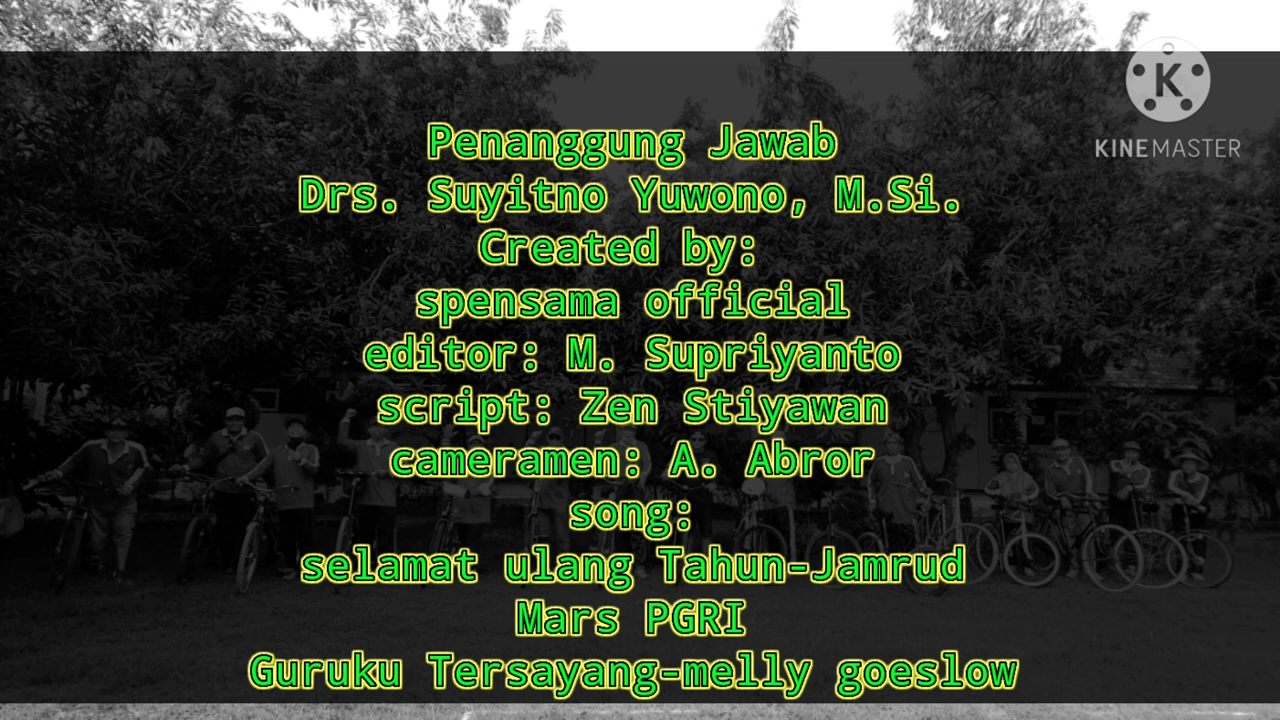 KINEMASTER
Penanggung Jawab
Drs. Suyitno Yuwono, M.Si.
Created by:
spensama official
editor: M. Supriyanto
script: Zen Stiyawan
cameramen: A. Abror
song:
selamat ulang Tahun-Jamrud
Mars PGRI
Guruku Tersayang-melly goeslow